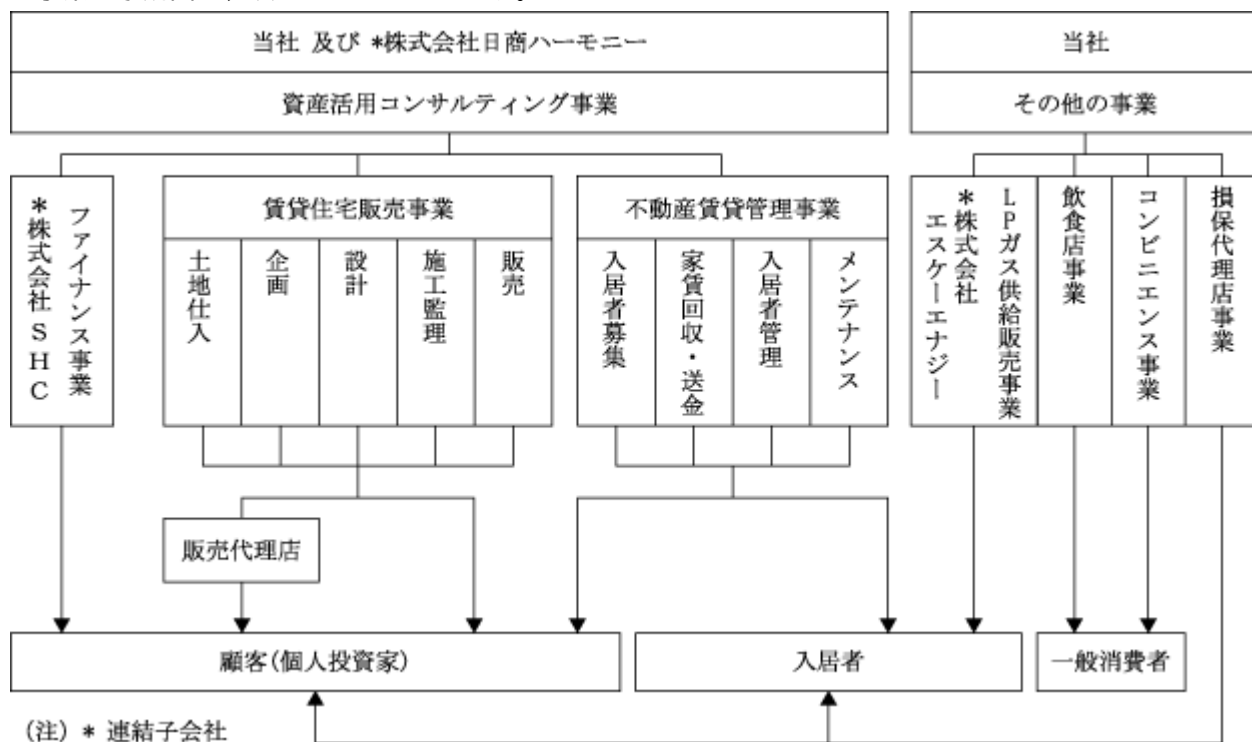 当社 及び *株式会社日商ハーモニー
資産活用コンサルティング事業
当社
その他の事業
ファイナンス事業
*株式会社SHC
賃貸住宅販売事業
土地仕入
企画
設計
施工監理
販売
不動産賃貸管理事業
入居者募集
家賃回収・送金
入居者管理
メンテナンス
LPガス供給販売事業
*株式会社
エスケーエナジー
飲食店事業
コンビニエンス事業
損保代理店事業
販売代理店
顧客(個人投資家)
入居者
一般消費者
(注) * 連結子会社